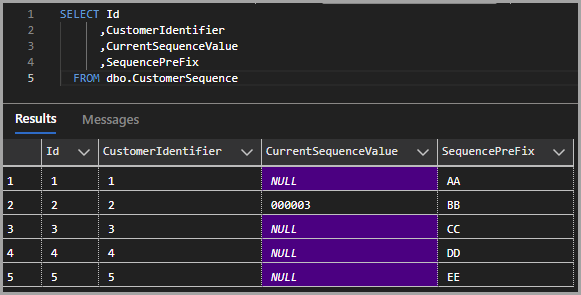 1 SELECT Id
2 ,CustomerIdentifier
3 ,CurrentSequenceValue
4 ,SequencePreFix
5 FROM dbo.CustomerSequence
Results Messages
Id CustomerIdentifier CurrentSequenceValue SequencePreFix
1 1 1 NULL AA
2 2 2 000003 BB
3 3 3 NULL CC
4 4 4 NULL DD
5 5 5 NULL EE